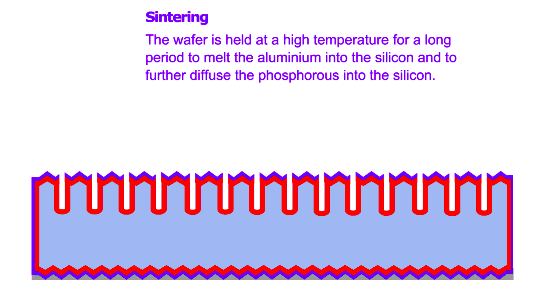 Sintering
The wafer is held at a high temperature for a long
period to melt the aluminium into the silicon and to
further diffuse the phosphorous into the silicon.